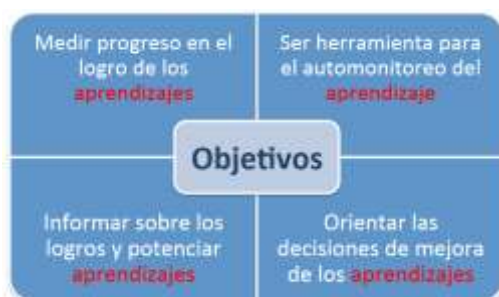 Medir progreso en el
logro de los
aprendizajes
Ser herramienta para
el automonitoreo del
aprendizaje
Objetivos
Informar sobre los
logros y potenciar
aprendizajes
Orientar las
decisiones de mejora
de los aprendizajes